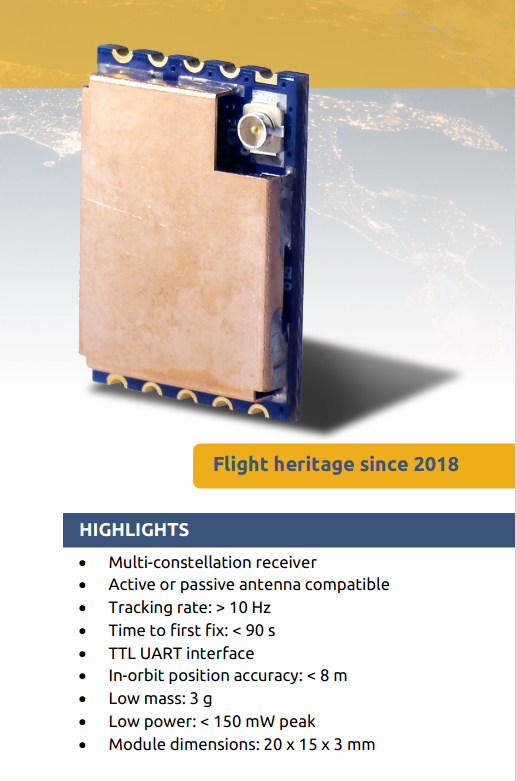 Flight heritage since 2018
HIGHLIGHTS
• Multi-constellation receiver
• Active or passive antenna compatible
• Tracking rate: > 10 Hz
• Time to first fix: < 90 s
• TTL UART interface
• In-orbit position accuracy: < 8 m
• Low mass: 3 g
• Low power: < 150 mW peak
• Module dimensions: 20 x 15 x 3 mm